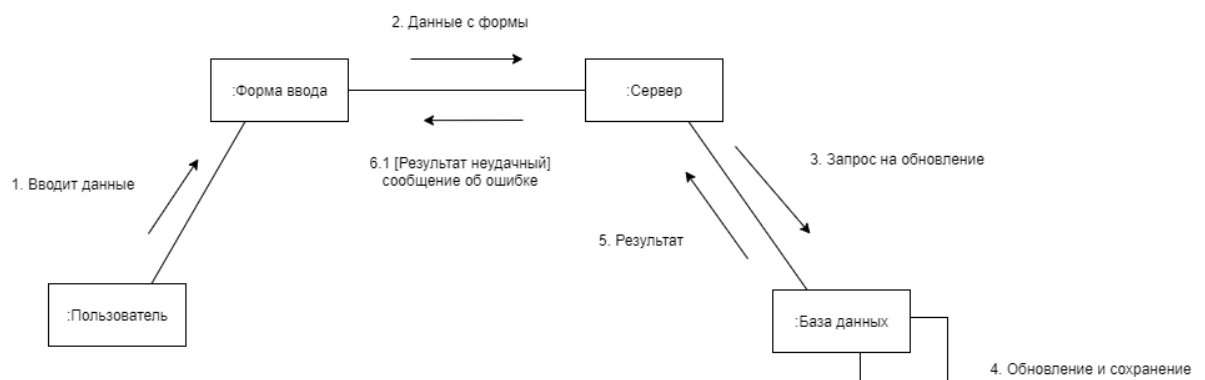 2. Данные с формы
:Форма ввода
:Сервер
6.1 [Результат неудачный]
сообщение об ошибке
3. Запрос на обновление
1. Вводит данные
5. Результат
:Пользователь
:База данных
4. Обновление и сохранение